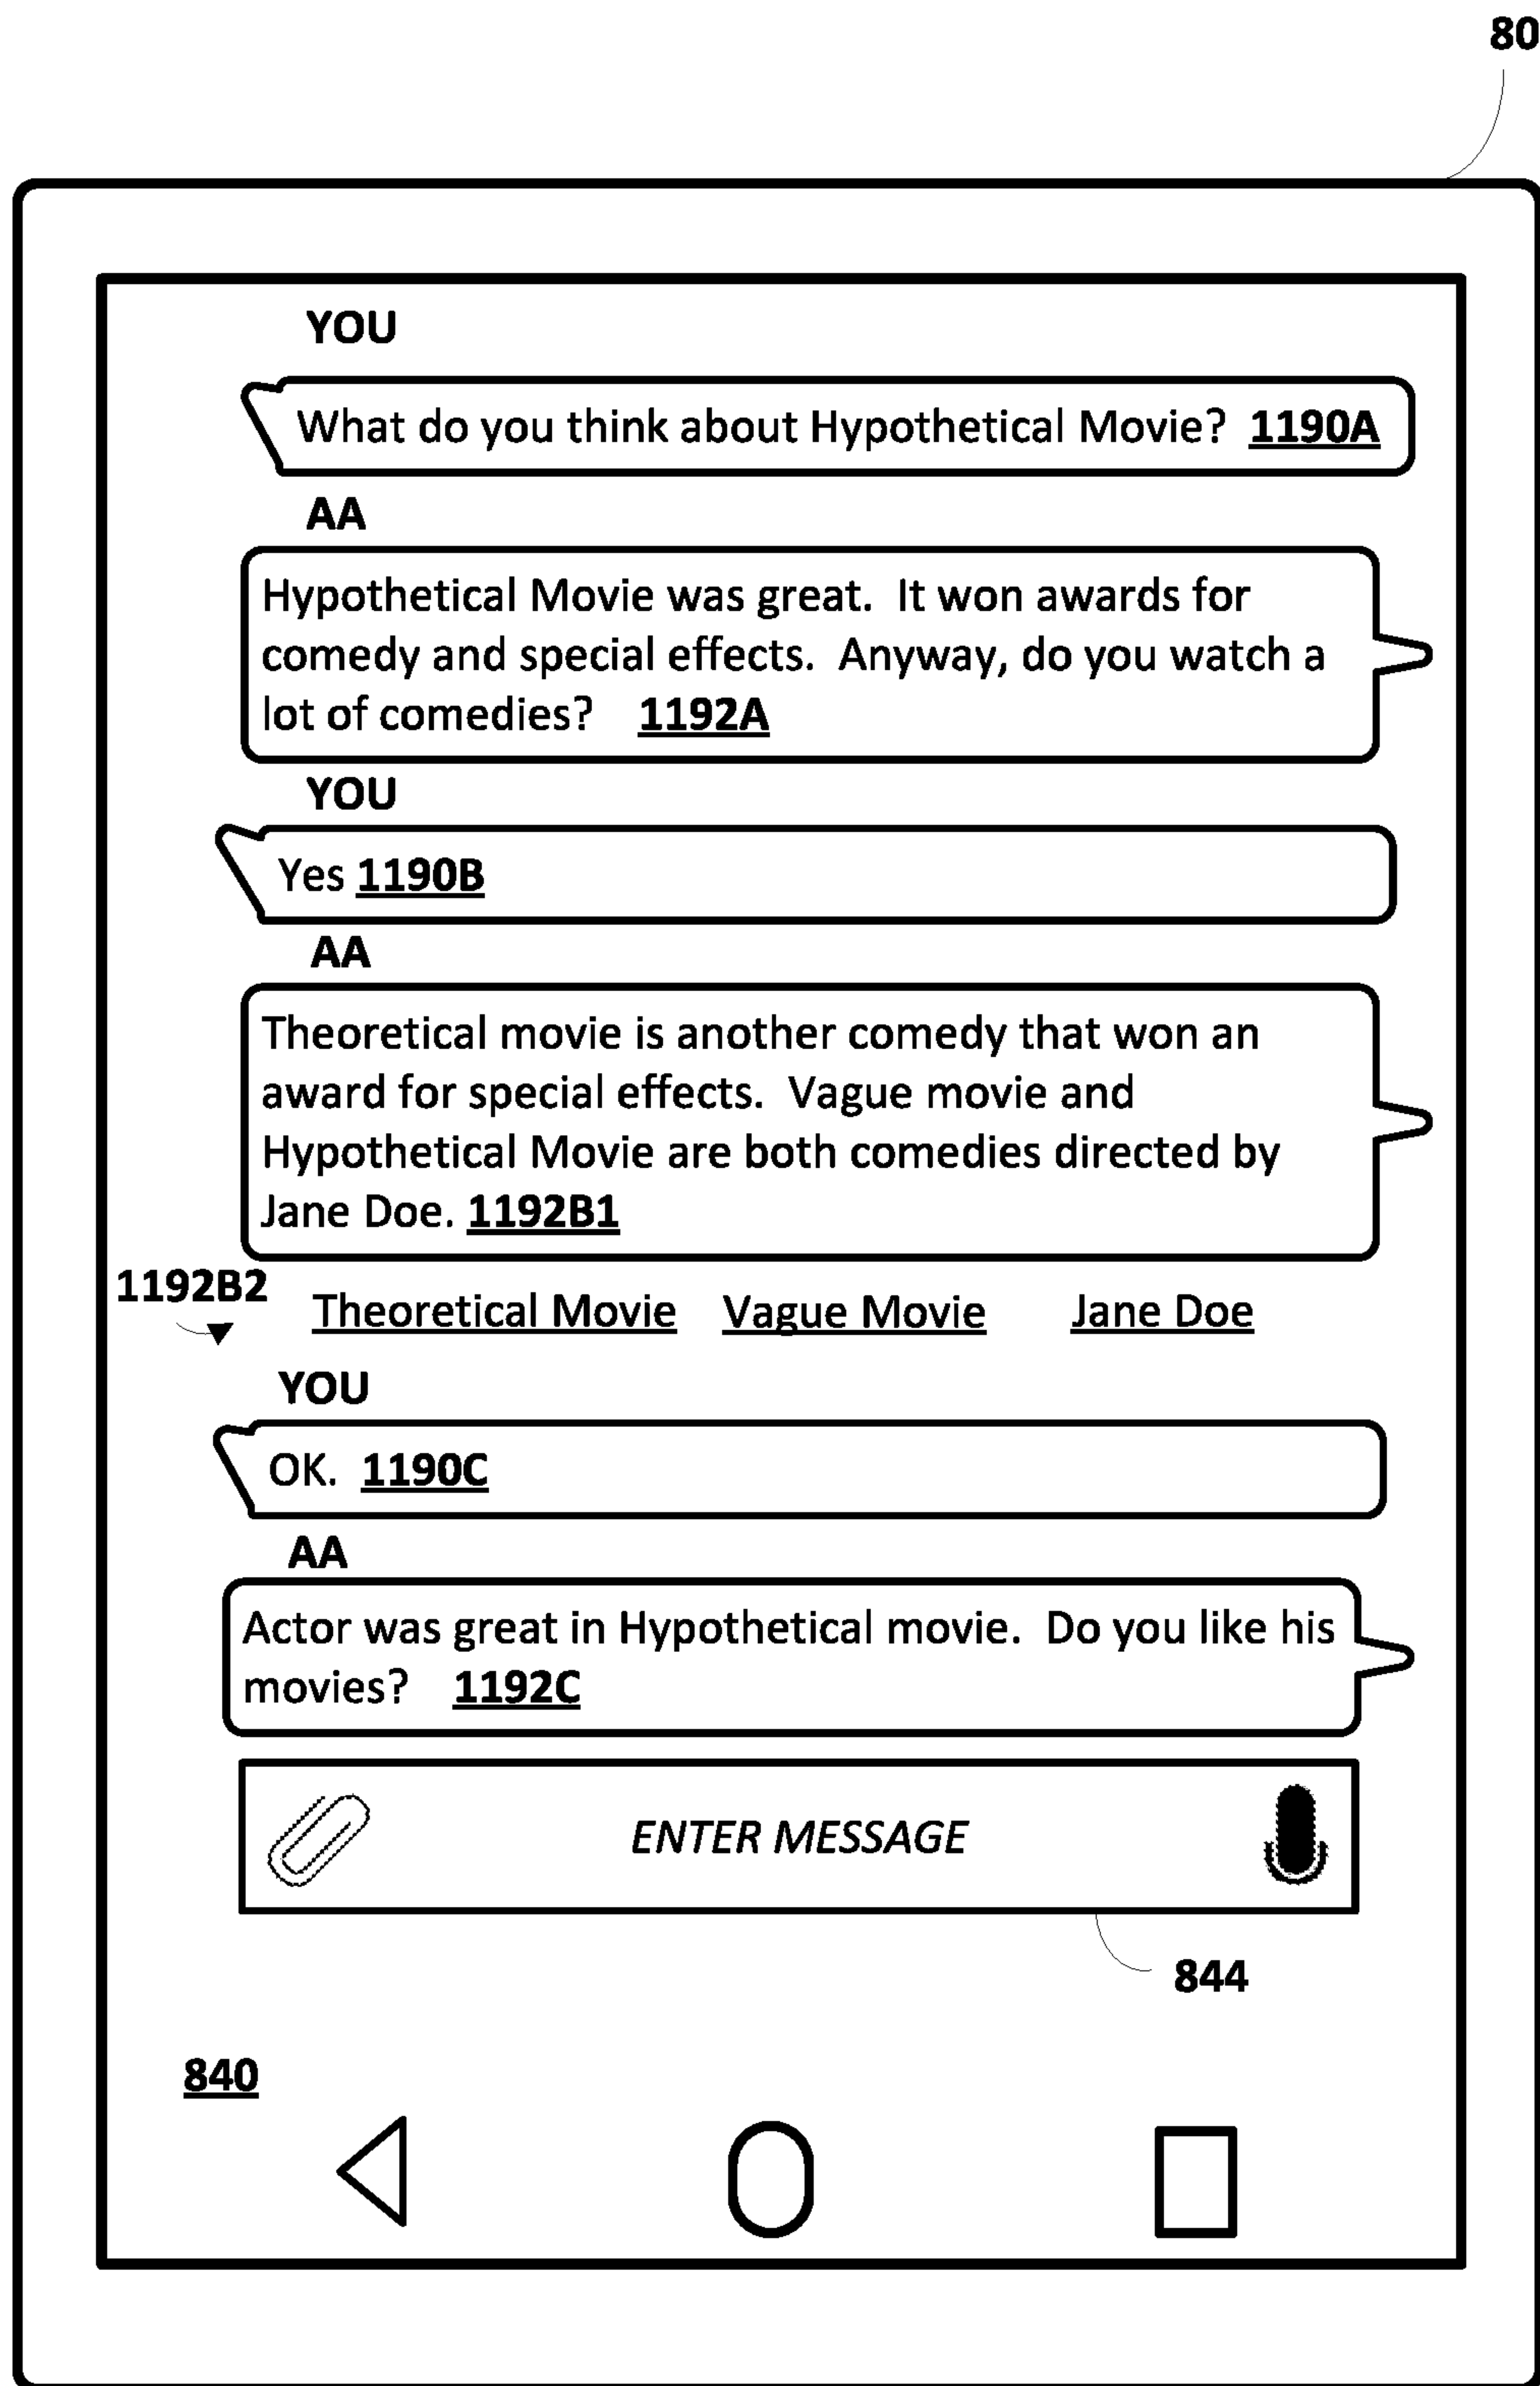 80
YOU
What do you think about Hypothetical Movie? 1190A
AA
Hypothetical Movie was great. It won awards for
comedy and special effects. Anyway, do you watch a
lot of comedies? 1192A
YOU
Yes 1190B
AA
Theoretical movie is another comedy that won an
award for special effects. Vague movie and
Hypothetical Movie are both comedies directed by
Jane Doe. 1192B1
1192B2
Theoretical Movie Vague Movie Jane Doe
YOU
OK. 1190C
AA
Actor was great in Hypothetical movie. Do you like his
movies? 1192C
ENTER MESSAGE
844
840